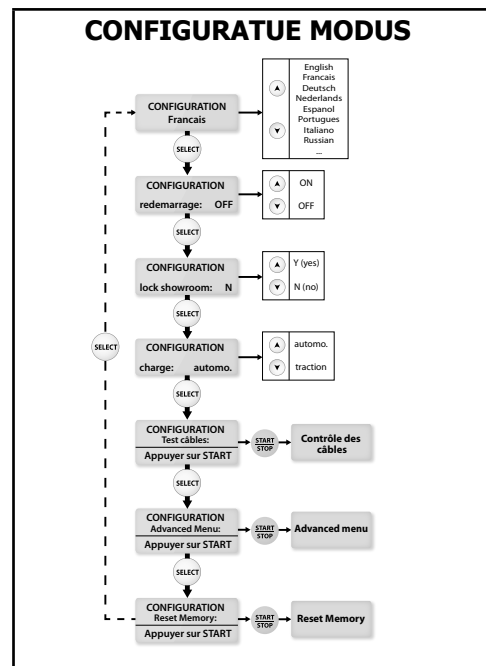 CONFIGURATUE MODUS
CONFIGURATION
Francais
English
Francais
Deutsch
Nederlands
Espanol
Portugues
Italiano
Russian
...
SELECT
CONFIGURATION
redemarrage: OFF
ON
OFF
SELECT
CONFIGURATION
lock showroom: N
Y (yes)
N (no)
SELECT
SELECT
CONFIGURATION
charge: automo.
automo.
traction
SELECT
CONFIGURATION
Test câbles:
Appuyer sur START
START
STOP
Contrôle des
câbles
SELECT
CONFIGURATION
Advanced Menu:
Appuyer sur START
START
STOP
Advanced menu
SELECT
CONFIGURATION
Reset Memory:
Appuyer sur START
START
STOP
Reset Memory